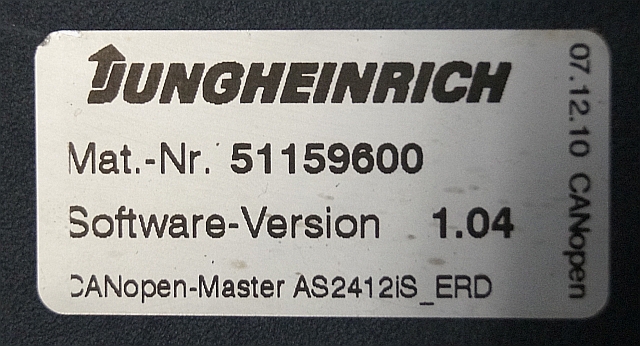 JUNGHEINRICH
Mat.-Nr. 51159600
Software-Version 1.04
CANopen-Master AS2412iS_ERD
07.12.10 CANopen